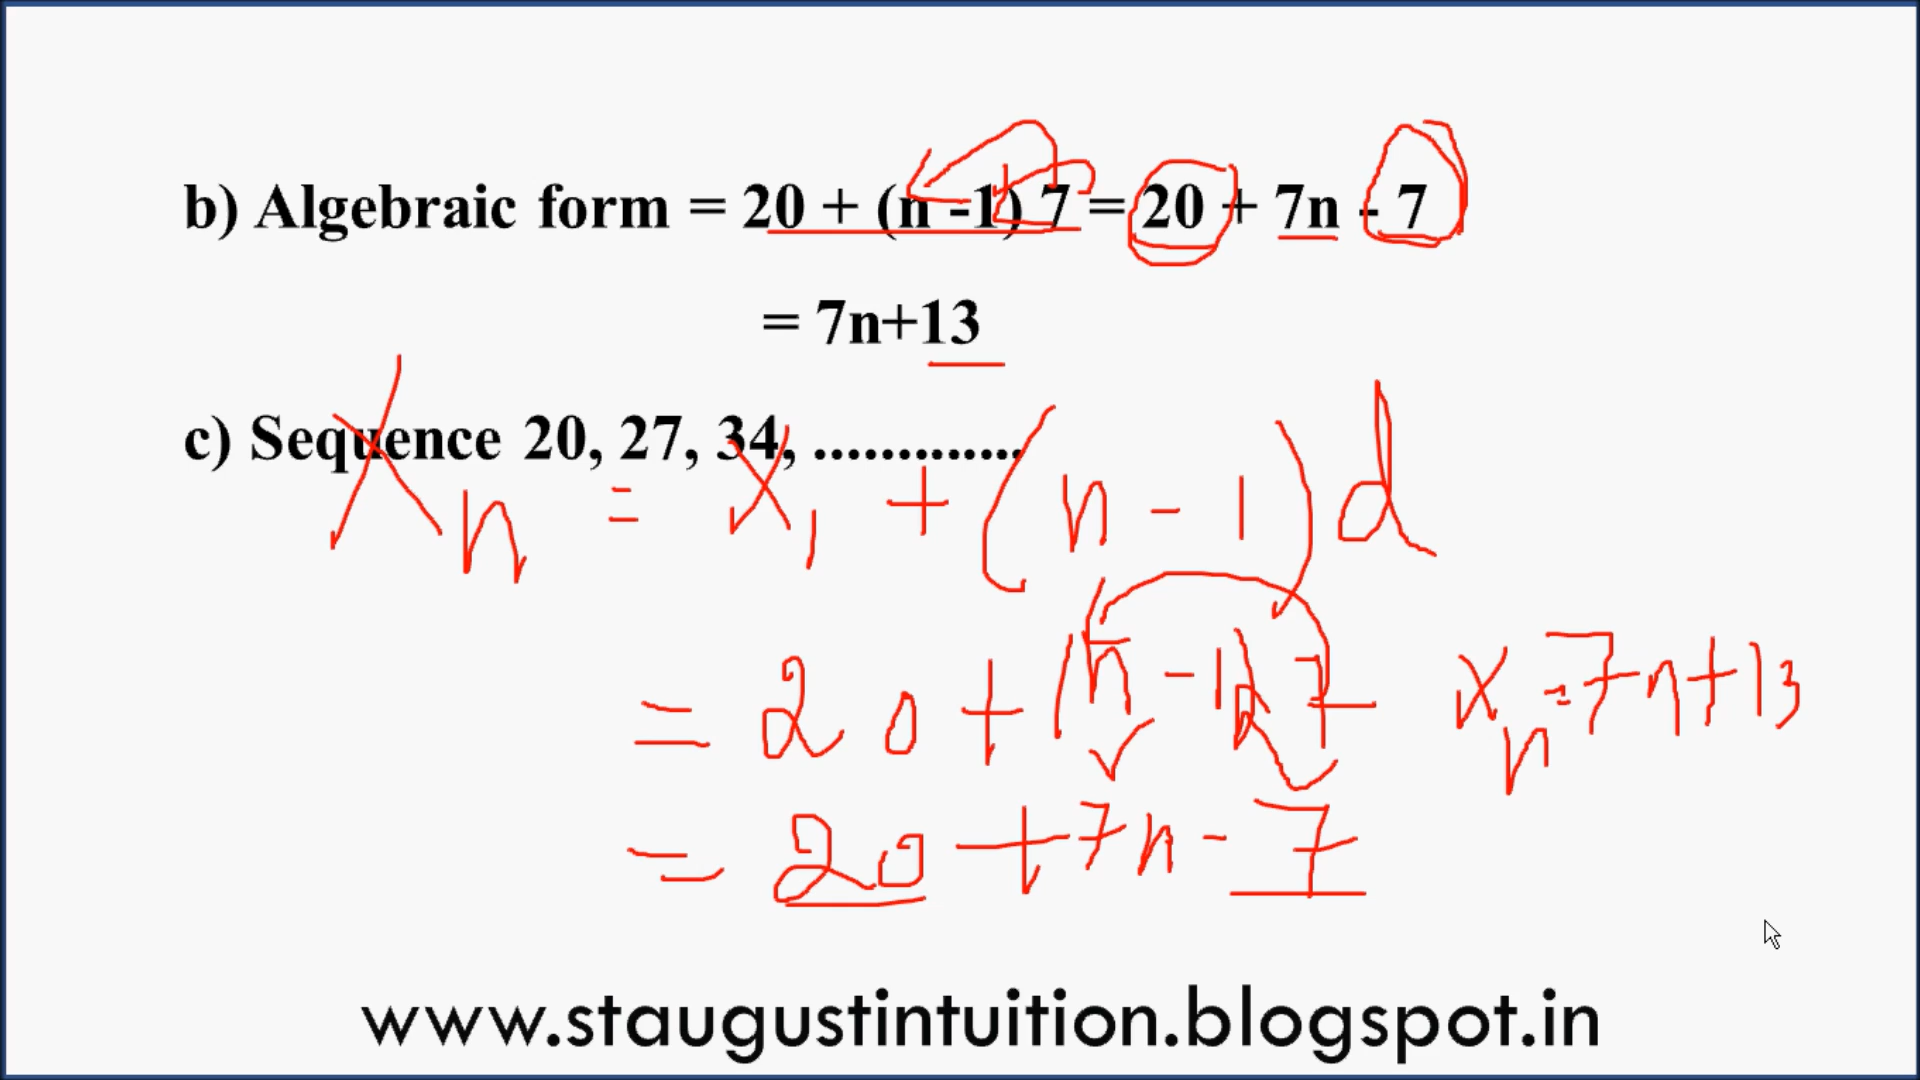 b) Algebraic form = 20 + (n -1) 7 = 20 + 7n - 7
= 7n+13
c) Sequence 20, 27, 34, .............
Xn = x1 + (n - 1) d
= 20 + (n - 1) 7
xn = 7n+13
= 20 + 7n - 7
www.staugustintuition.blogspot.in